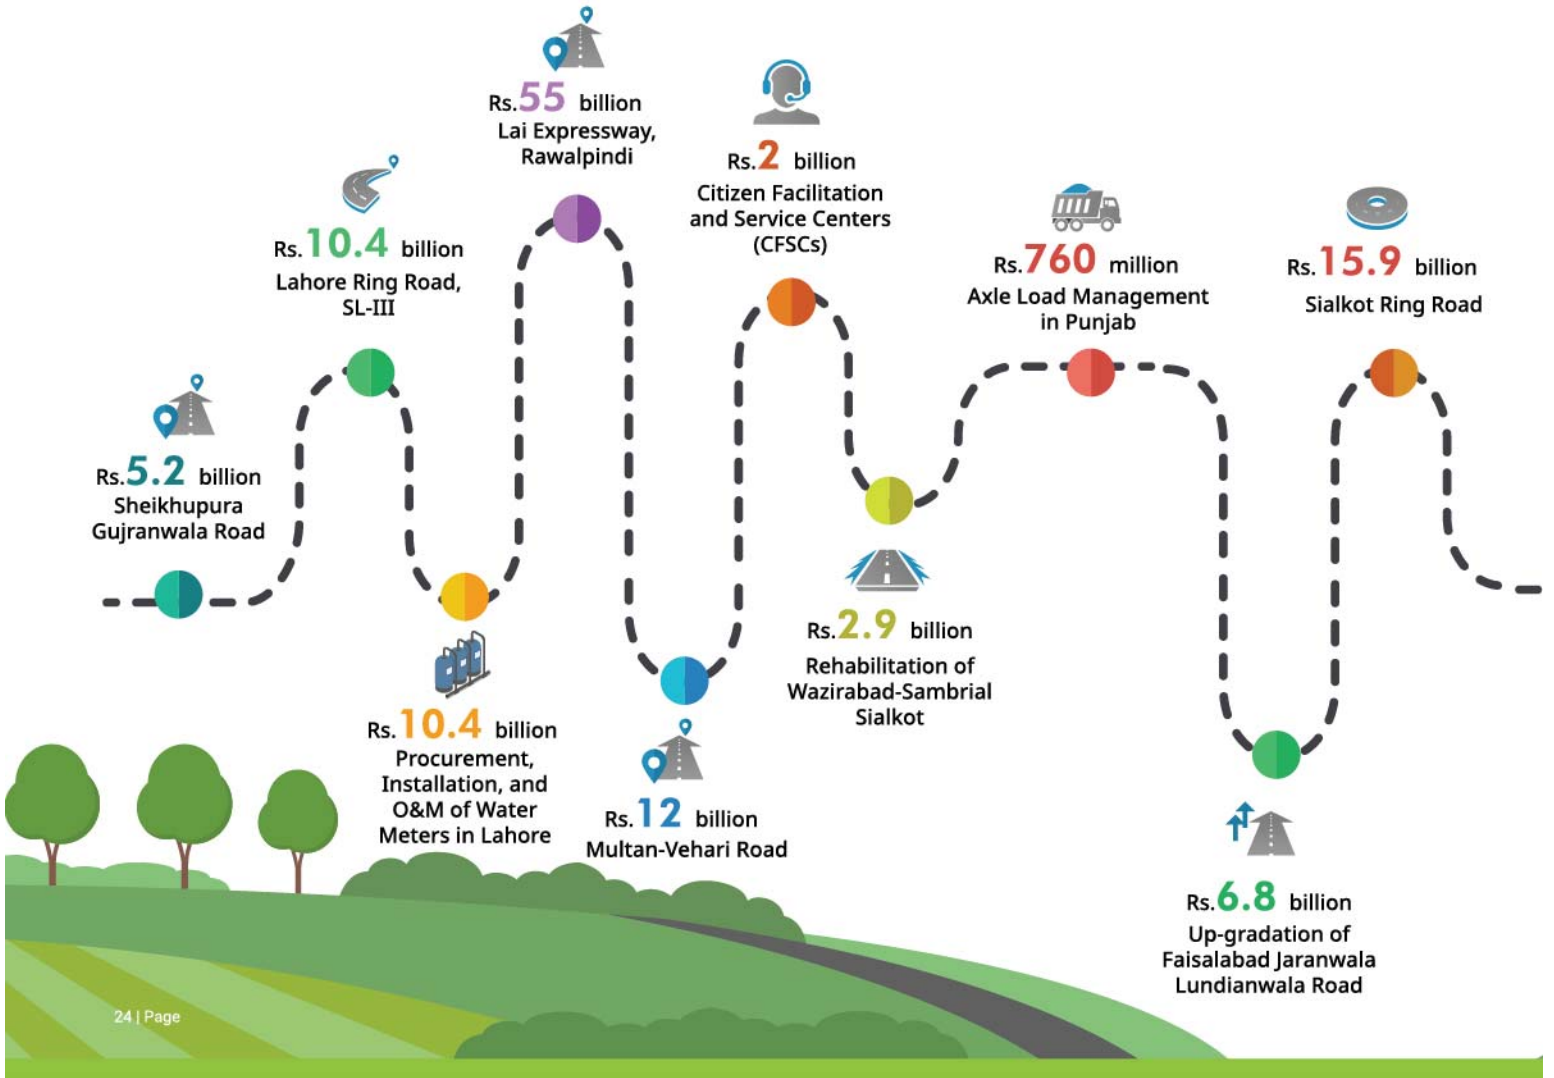 Rs.5.2 billion
Sheikhupura
Gujranwala Road
Rs.10.4 billion
Lahore Ring Road,
SL-III
Rs.10.4 billion
Procurement,
Installation, and
O&M of Water
Meters in Lahore
Rs.55 billion
Lai Expressway,
Rawalpindi
Rs.12 billion
Multan-Vehari Road
Rs.2 billion
Citizen Facilitation
and Service Centers
(CFSCs)
Rs.2.9 billion
Rehabilitation of
Wazirabad-Sambrial
Sialkot
Rs.760 million
Axle Load Management
in Punjab
Rs.6.8 billion
Up-gradation of
Faisalabad Jaranwala
Lundianwala Road
Rs.15.9 billion
Sialkot Ring Road
24 | Page